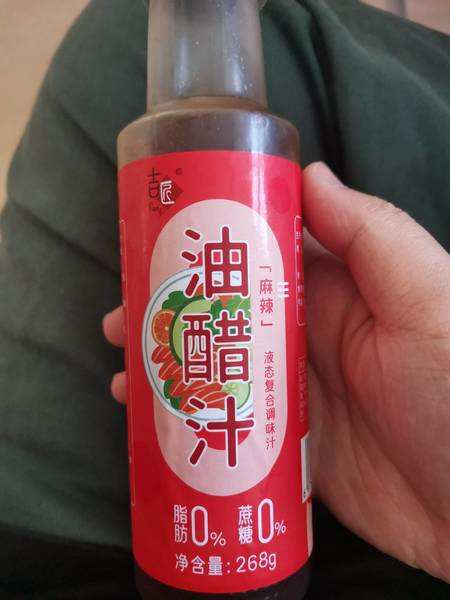 吉匠
油醋汁
「麻辣」
液态复合调味汁
脂肪0%
蔗糖0%
净含量:268g